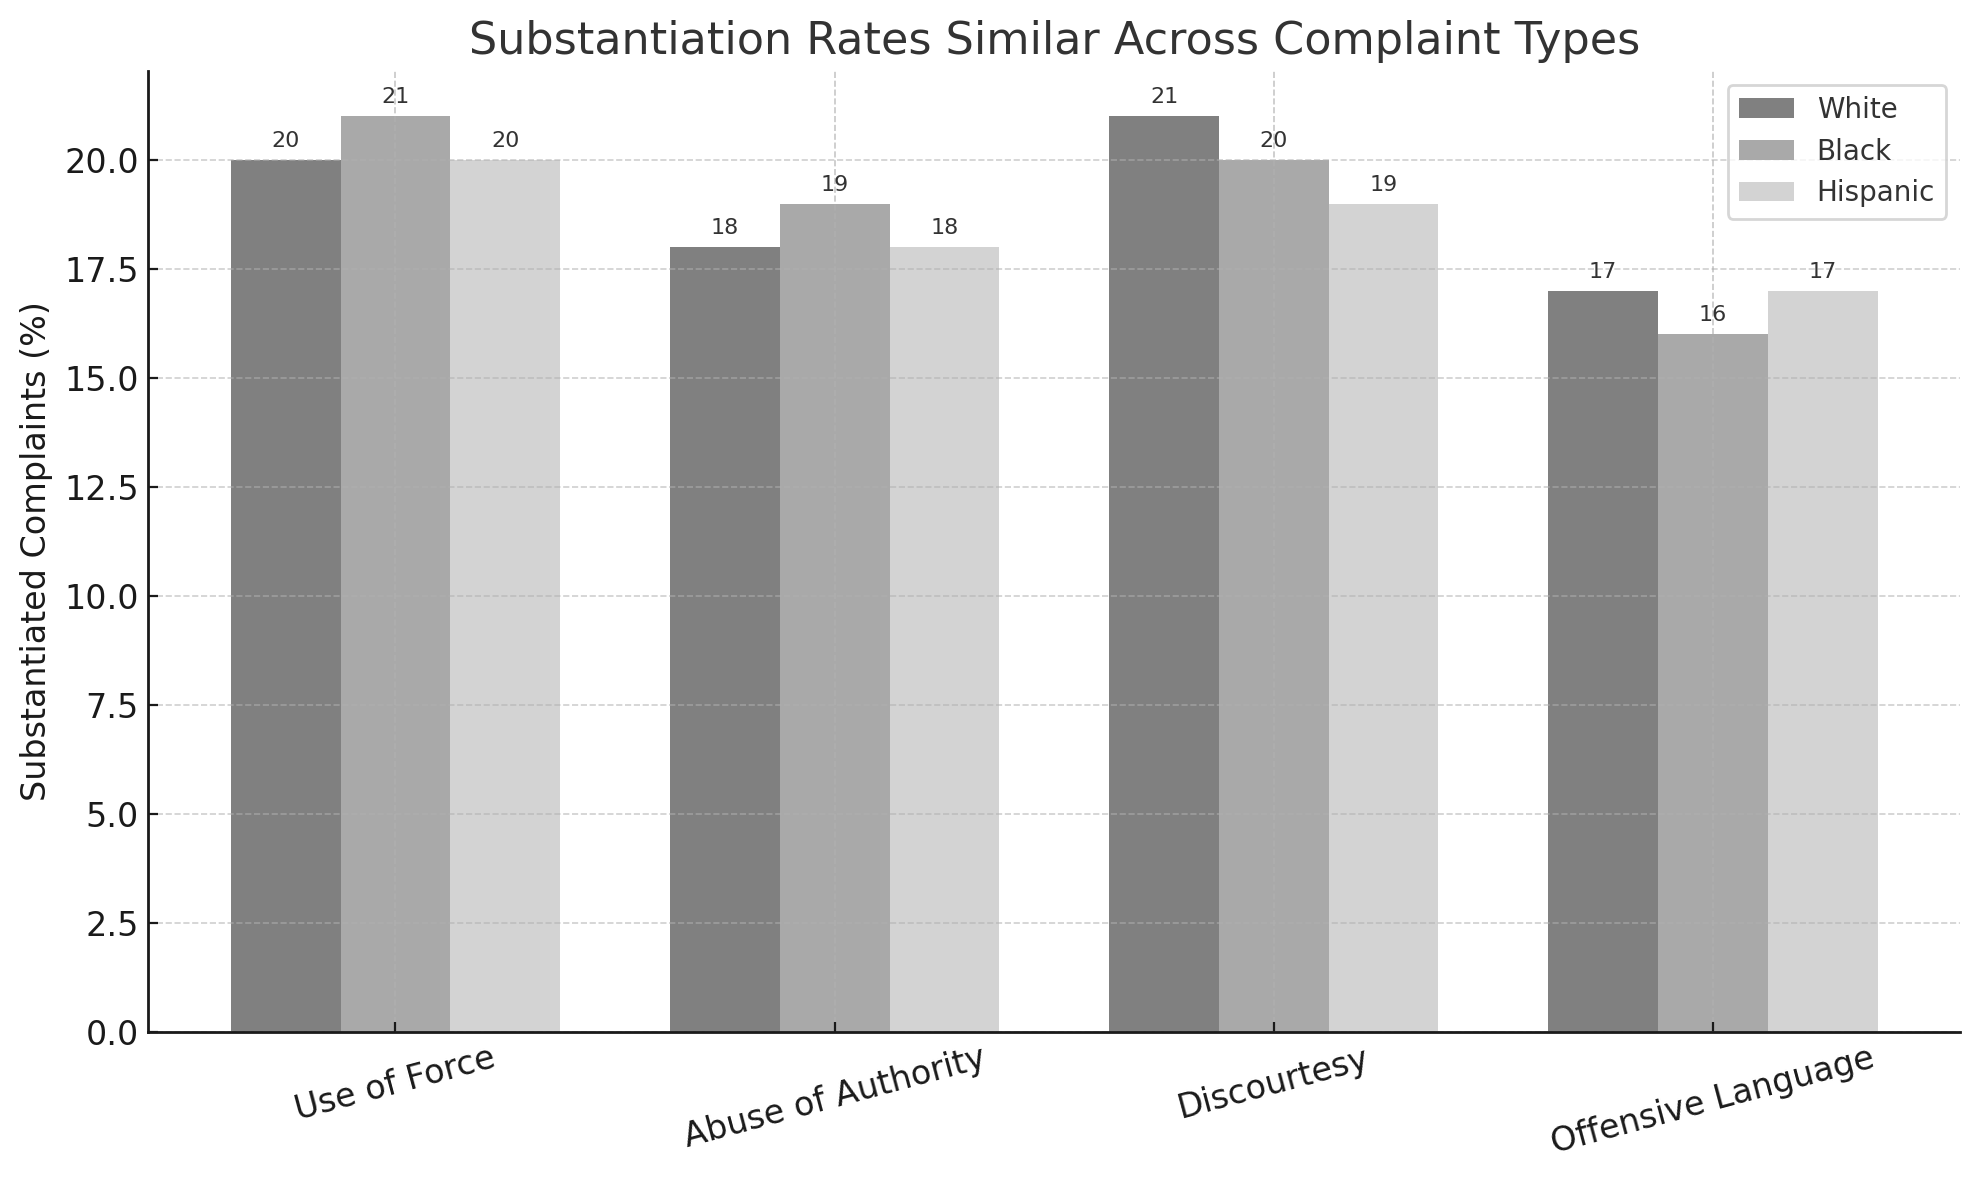 Substantiation Rates Similar Across Complaint Types
White
Black
Hispanic
Substantiated Complaints (%)
20.0
17.5
15.0
12.5
10.0
7.5
5.0
2.5
0.0
20
21
20
18
19
18
21
20
19
17
16
17
Use of Force
Abuse of Authority
Discourtesy
Offensive Language